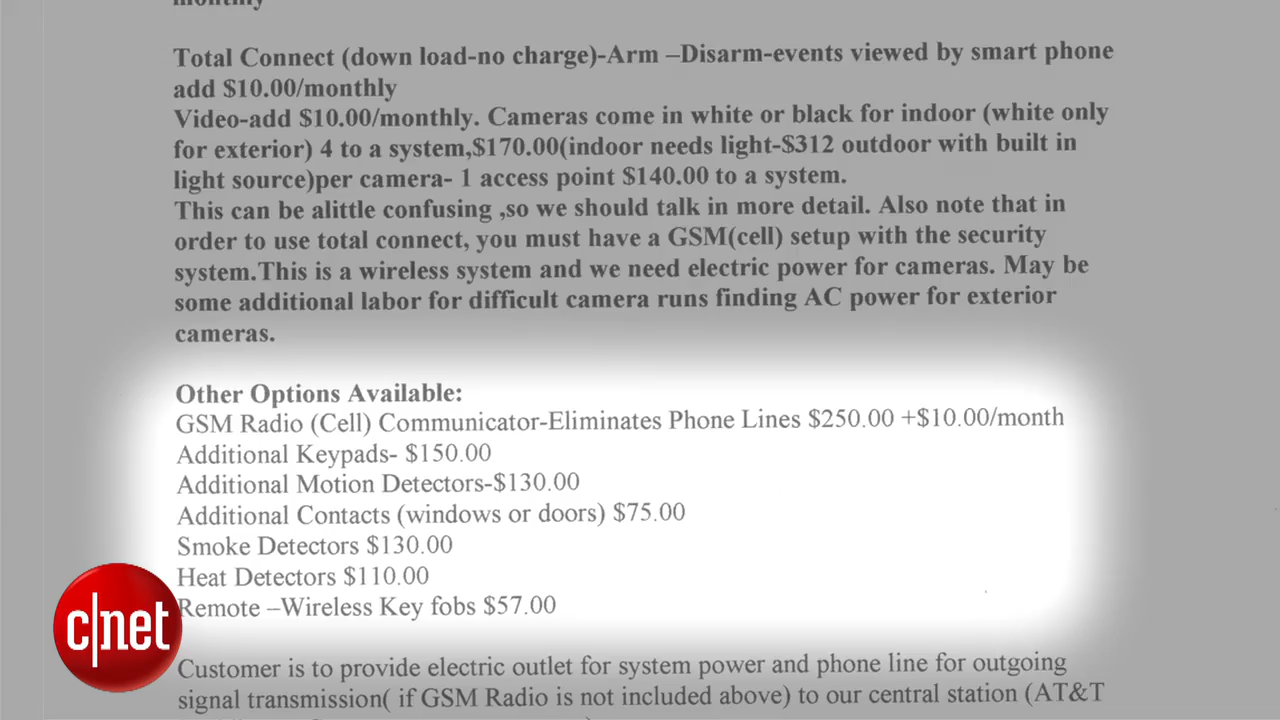 monthly
Total Connect (down load-no charge)-Arm –Disarm-events viewed by smart phone
add $10.00/monthly
Video-add $10.00/monthly. Cameras come in white or black for indoor (white only
for exterior) 4 to a system,$170.00(indoor needs light-$312 outdoor with built in
light source)per camera- 1 access point $140.00 to a system.
This can be alittle confusing ,so we should talk in more detail. Also note that in
order to use total connect, you must have a GSM(cell) setup with the security
system.This is a wireless system and we need electric power for cameras. May be
some additional labor for difficult camera runs finding AC power for exterior
cameras.
Other Options Available:
GSM Radio (Cell) Communicator-Eliminates Phone Lines $250.00 +$10.00/month
Additional Keypads- $150.00
Additional Motion Detectors-$130.00
Additional Contacts (windows or doors) $75.00
Smoke Detectors $130.00
Heat Detectors $110.00
Remote –Wireless Key fobs $57.00
c|net
Customer is to provide electric outlet for system power and phone line for outgoing
signal transmission( if GSM Radio is not included above) to our central station (AT&T